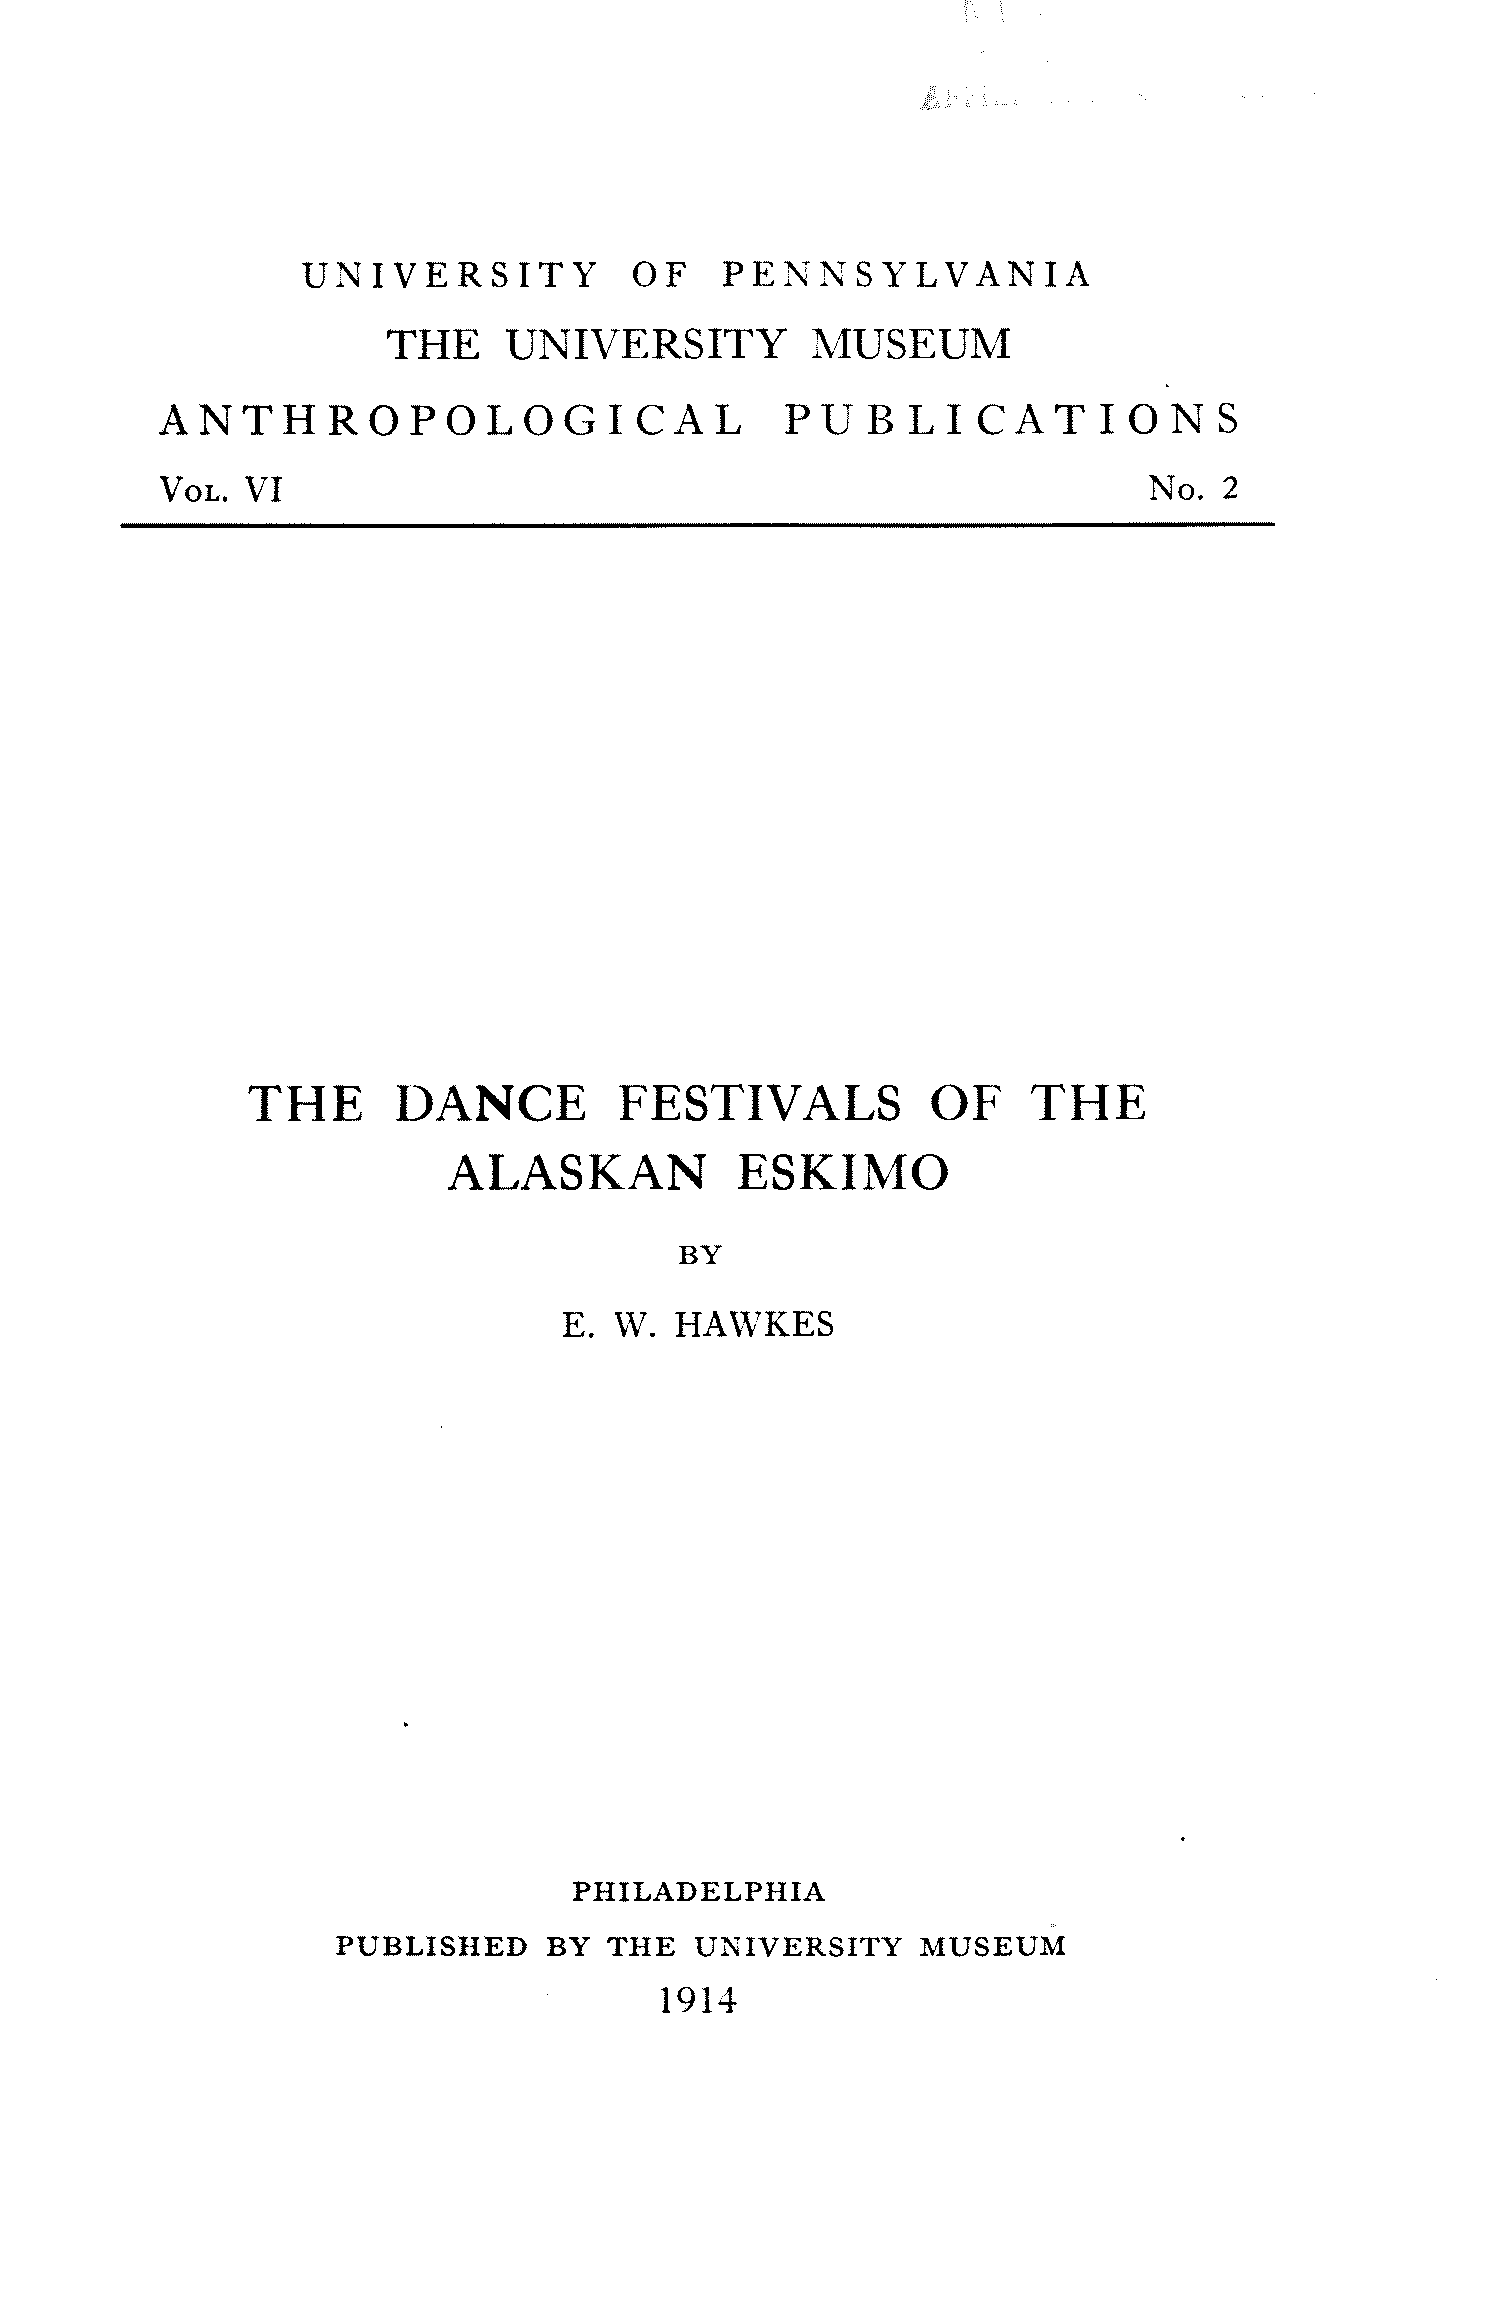 UNIVERSITY OF PENNSYLVANIA
THE UNIVERSITY MUSEUM
ANTHROPOLOGICAL PUBLICATIONS
VOL. VI No. 2
THE DANCE FESTIVALS OF THE
ALASKAN ESKIMO
BY
E. W. HAWKES
PHILADELPHIA
PUBLISHED BY THE UNIVERSITY MUSEUM
1914